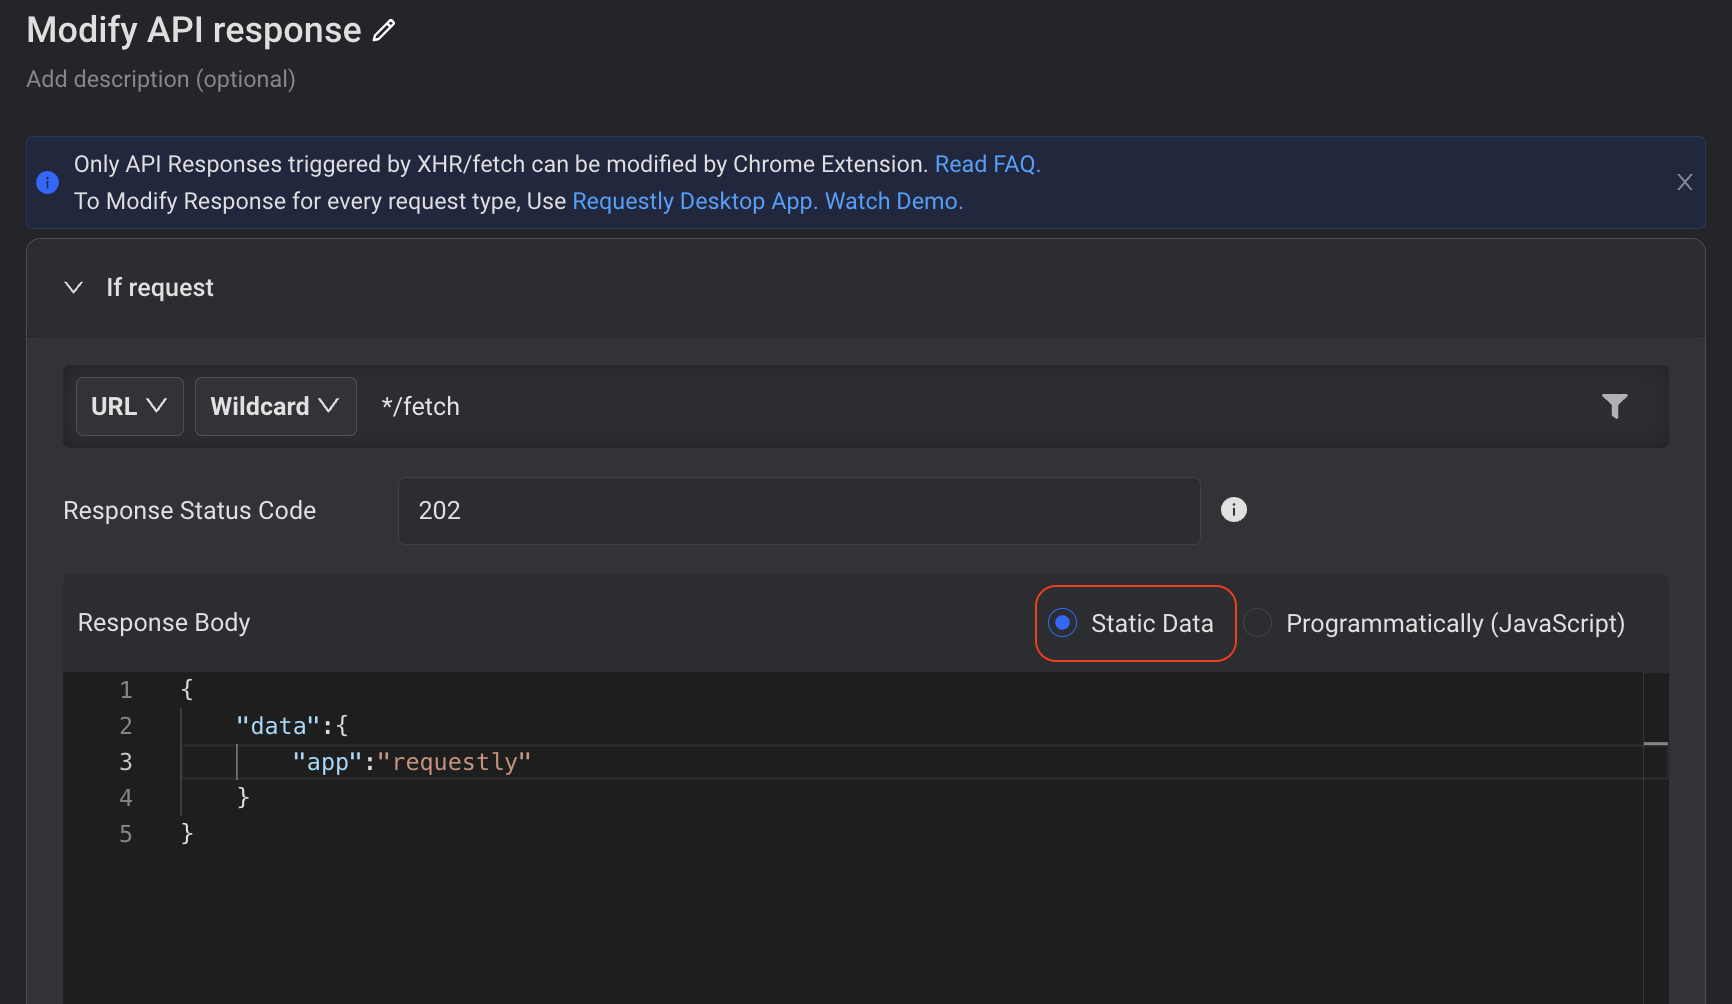 Modify API response
Add description (optional)
Only API Responses triggered by XHR/fetch can be modified by Chrome Extension. Read FAQ.
To Modify Response for every request type, Use Requestly Desktop App. Watch Demo.
If request
URL Wildcard */fetch
Response Status Code 202
Response Body Static Data Programmatically (JavaScript)
1 {
2 "data":{
3 "app":"requestly"
4 }
5 }